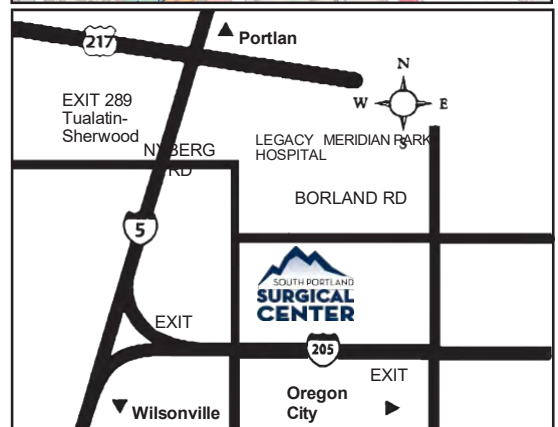 217
Portlan
N
W
E
S
EXIT 289
Tualatin-
Sherwood
NYBERG
RD
LEGACY MERIDIAN PARK
HOSPITAL
BORLAND RD
5
SOUTH PORTLAND
SURGICAL
CENTER
EXIT
205
EXIT
Wilsonville
Oregon
City